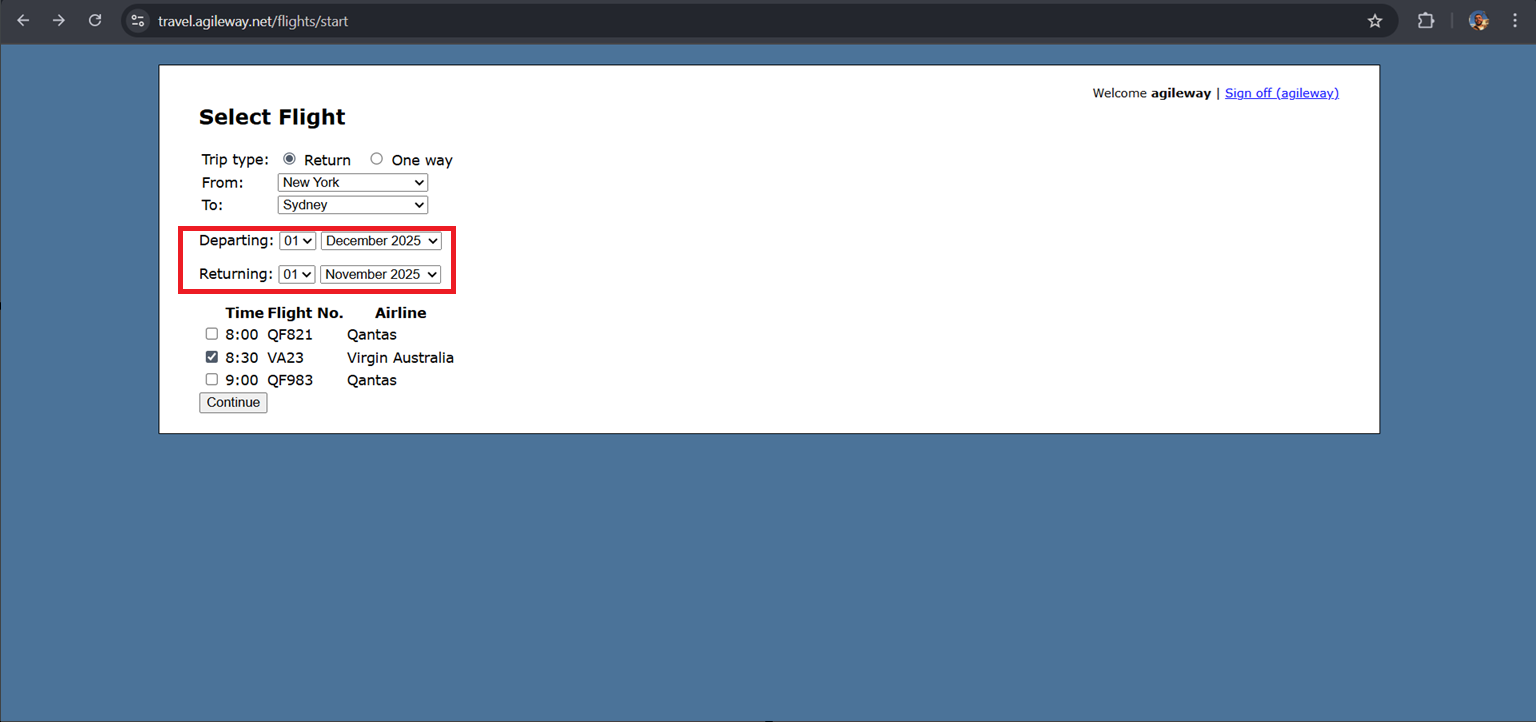 travel.agileway.net/flights/start
Welcome agileway | Sign off (agileway)
Select Flight
Trip type: Return One way
From: New York
To: Sydney
Departing: 01 December 2025
Returning: 01 November 2025
Time Flight No. Airline
8:00 QF821 Qantas
8:30 VA23 Virgin Australia
9:00 QF983 Qantas
Continue